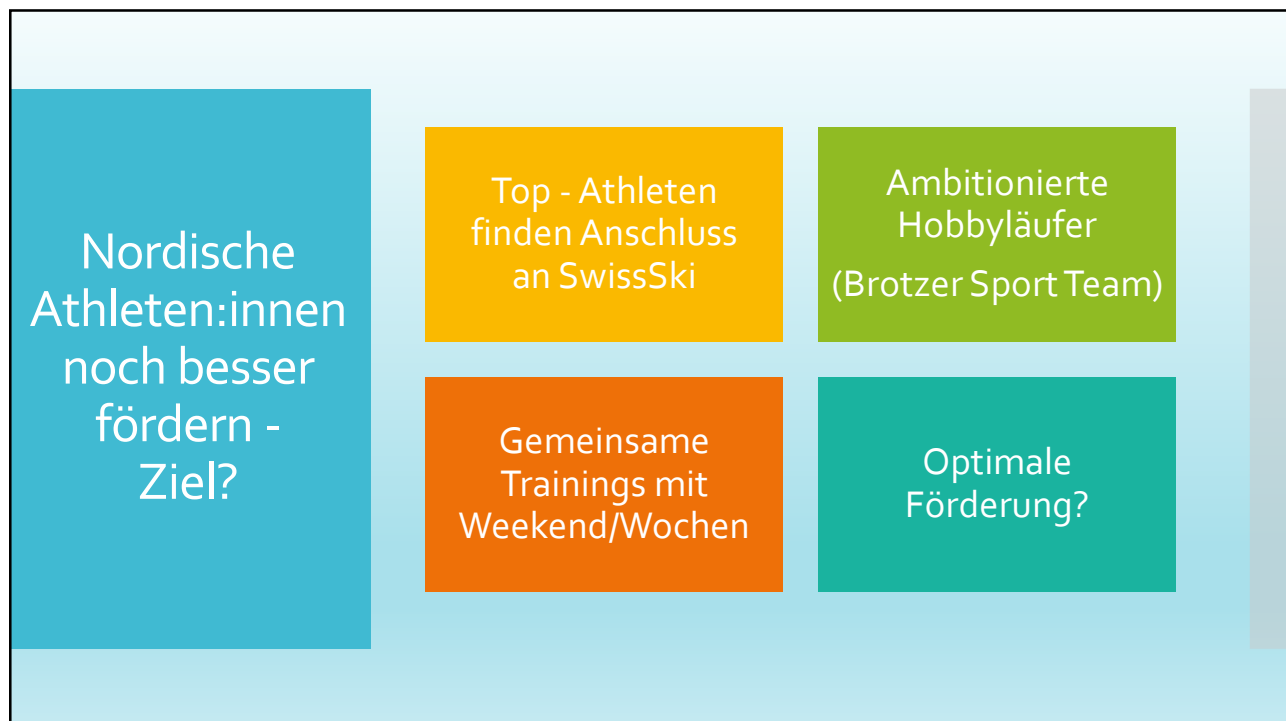 Nordische
Athleten:innen
noch besser
fördern -
Ziel?
Top - Athleten
finden Anschluss
an SwissSki
Ambitionierte
Hobbyläufer
(Brotzer Sport Team)
Gemeinsame
Trainings mit
Weekend/Wochen
Optimale
Förderung?